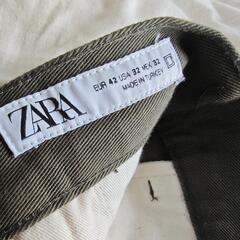 ZARA
EUR 42 USA 32 MEX 32
MADE IN TURKEY